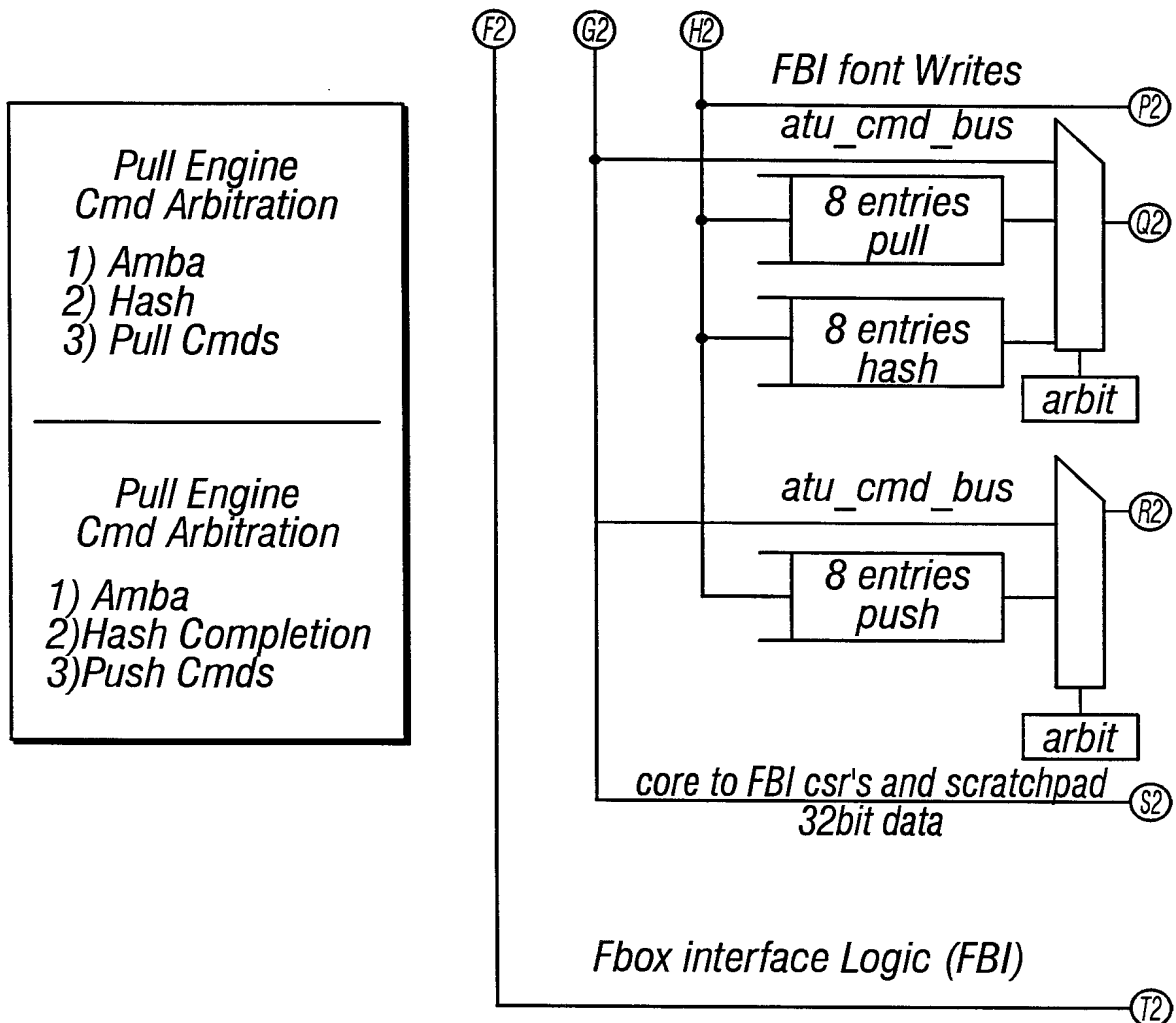 F2
G2
H2
FBI font Writes
P2
atu_cmd_bus
Q2
8 entries
pull
8 entries
hash
arbit
atu_cmd_bus
R2
8 entries
push
arbit
core to FBI csr's and scratchpad
S2
32bit data
Fbox interface Logic (FBI)
T2
Pull Engine
Cmd Arbitration
1) Amba
2) Hash
3) Pull Cmds
Pull Engine
Cmd Arbitration
1) Amba
2)Hash Completion
3)Push Cmds